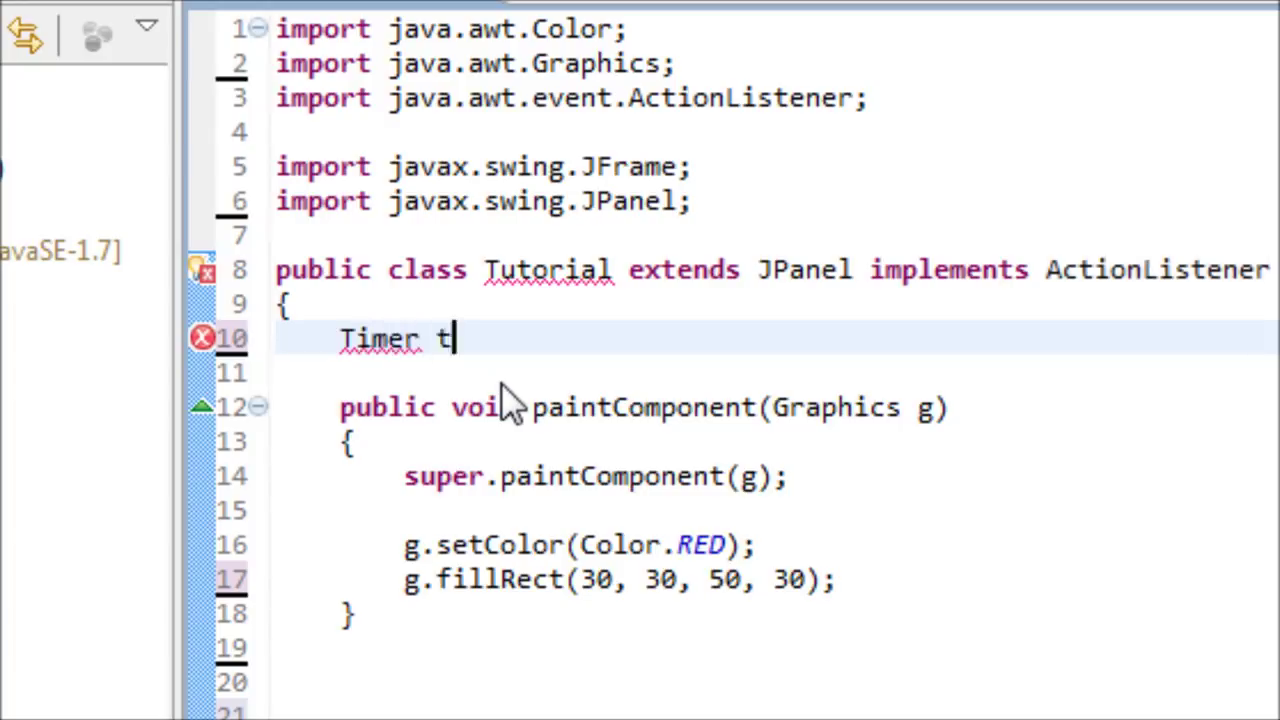 1 import java.awt.Color;
2 import java.awt.Graphics;
3 import java.awt.event.ActionListener;
4
5 import javax.swing.JFrame;
6 import javax.swing.JPanel;
7
avaSE-1.7]
8 public class Tutorial extends JPanel implements ActionListener
9 {
10 Timer t
11
12 public voi paintComponent(Graphics g)
13 {
14 super.paintComponent(g);
15
16 g.setColor(Color.RED);
17 g.fillRect(30, 30, 50, 30);
18 }
19
20
21